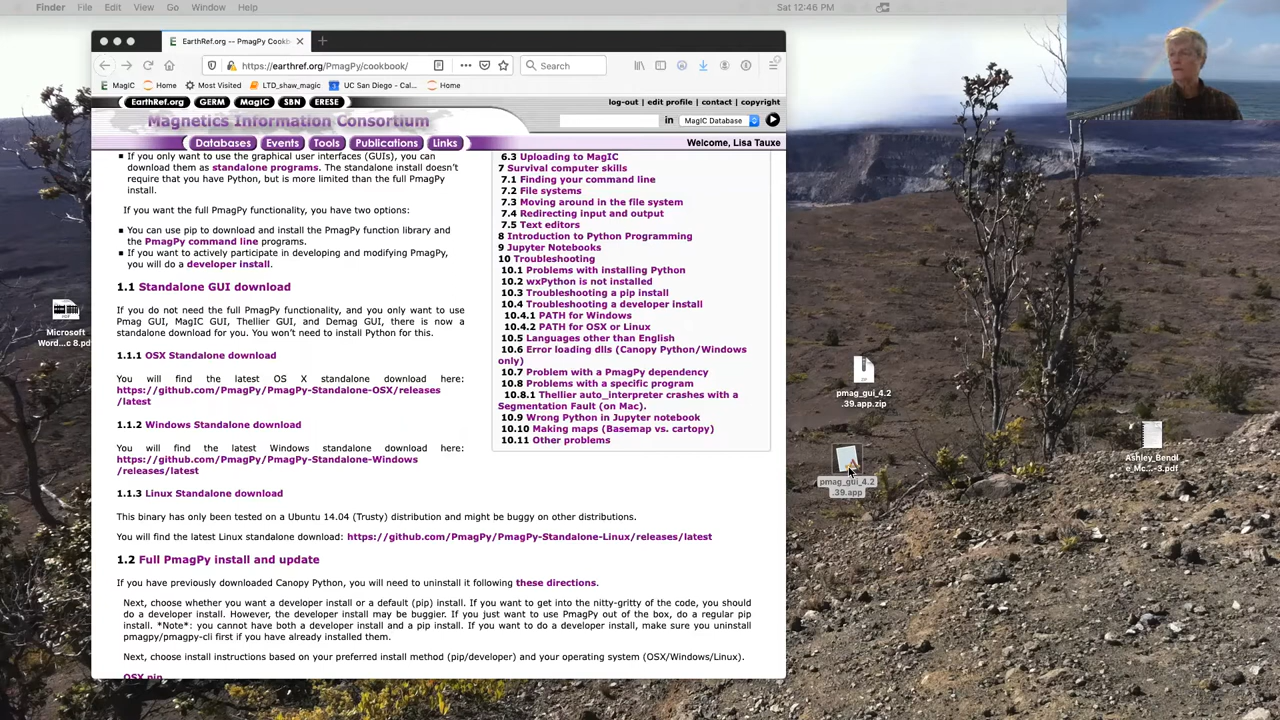 Finder File Edit View Go Window Help Sat 12:46 PM
EarthRef.org -- PmagPy Cookb
https://earthref.org/PmagPy/cookbook/
Search
MagIC Home Most Visited LTD_shaw_magic UC San Diego - Cal... Home
EarthRef.org GERM MagIC SBN ERESE
log-out | edit profile | contact | copyright
Magnetics Information Consortium
in MagIC Database
Databases Events Tools Publications Links
Welcome, Lisa Tauxe
If you only want to use the graphical user interfaces (GUIs), you can
download them as standalone programs. The standalone install doesn't
require that you have Python, but is more limited than the full PmagPy
install.
If you want the full PmagPy functionality, you have two options:
You can use pip to download and install the PmagPy function library and
the PmagPy command line programs.
If you want to actively participate in developing and modifying PmagPy,
you will do a developer install.
1.1 Standalone GUI download
If you do not need the full PmagPy functionality, and you only want to use
Pmag GUI, MagIC GUI, Thellier GUI, and Demag GUI, there is now a
standalone download for you. You won't need to install Python for this.
1.1.1 OSX Standalone download
You will find the latest OS X standalone download here:
https://github.com/PmagPy/PmagPy-Standalone-OSX/releases
/latest
1.1.2 Windows Standalone download
You will find the latest Windows standalone download here:
https://github.com/PmagPy/PmagPy-Standalone-Windows
/releases/latest
1.1.3 Linux Standalone download
This binary has only been tested on a Ubuntu 14.04 (Trusty) distribution and might be buggy on other distributions.
You will find the latest Linux standalone download: https://github.com/PmagPy/PmagPy-Standalone-Linux/releases/latest
1.2 Full PmagPy install and update
If you have previously downloaded Canopy Python, you will need to uninstall it following these directions.
Next, choose whether you want a developer install or a default (pip) install. If you want to get into the nitty-gritty of the code, you should
do a developer install. However, the developer install may be buggier. If you just want to use PmagPy out of the box, do a regular pip
install. *Note*: you cannot have both a developer install and a pip install. If you want to do a developer install, make sure you uninstall
pmagpy/pmagpy-cli first if you have already installed them.
Next, choose install instructions based on your preferred install method (pip/developer) and your operating system (OSX/Windows/Linux).
OSX pip
6.3 Uploading to MagIC
7 Survival computer skills
7.1 Finding your command line
7.2 File systems
7.3 Moving around in the file system
7.4 Redirecting input and output
7.5 Text editors
8 Introduction to Python Programming
9 Jupyter Notebooks
10 Troubleshooting
10.1 Problems with installing Python
10.2 wxPython is not installed
10.3 Troubleshooting a pip install
10.4 Troubleshooting a developer install
10.4.1 PATH for Windows
10.4.2 PATH for OSX or Linux
10.5 Languages other than English
10.6 Error loading dlls (Canopy Python/Windows
only)
10.7 Problem with a PmagPy dependency
10.8 Problems with a specific program
10.8.1 Thellier auto_interpreter crashes with a
Segmentation Fault (on Mac).
10.9 Wrong Python in Jupyter notebook
10.10 Making maps (Basemap vs. cartopy)
10.11 Other problems
Microsoft
Word...c 8.pdf
pmag_gui_4.2
.39.app.zip
pmag_gui_4.2
.39.app
Ashley_Bendl
e_Mc...-3.pdf